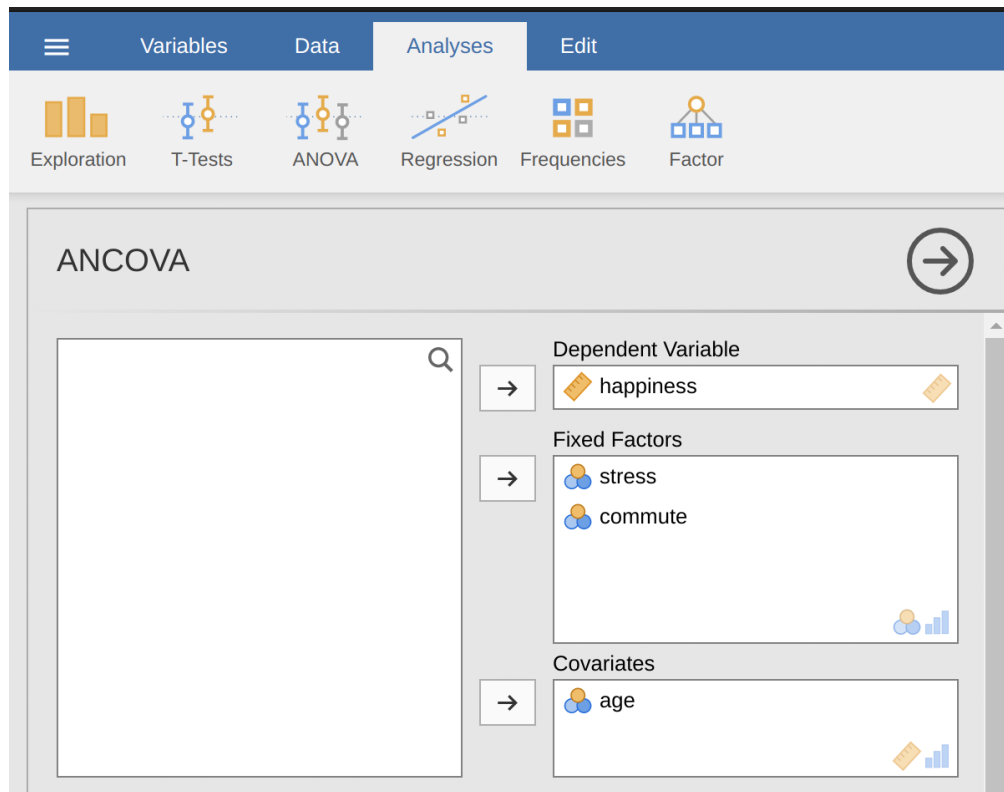 Variables Data Analyses Edit
Exploration T-Tests ANOVA Regression Frequencies Factor
ANCOVA
Dependent Variable
happiness
Fixed Factors
stress
commute
Covariates
age